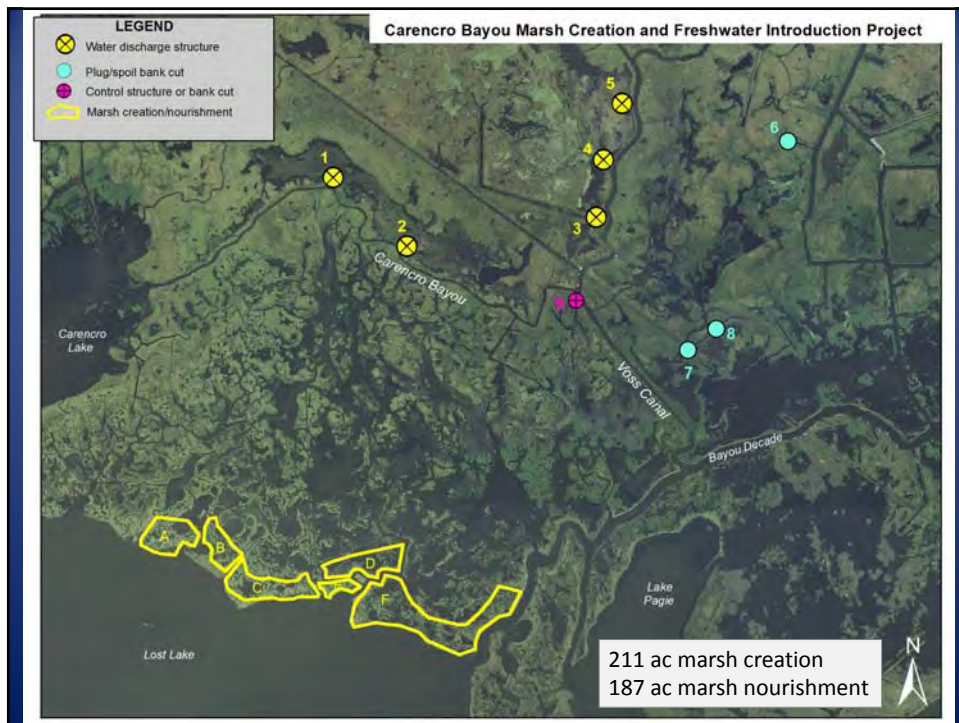 LEGEND
Water discharge structure
Plug/spoil bank cut
Control structure or bank cut
Marsh creation/nourishment
Carencro Bayou Marsh Creation and Freshwater Introduction Project
5
6
4
1
3
2
Carencro Bayou
9
Carencro
Lake
8
7
Voss Canal
Bayou Decade
A
B
D
C
E
F
Lake
Pagie
Lost Lake
N
211 ac marsh creation
187 ac marsh nourishment